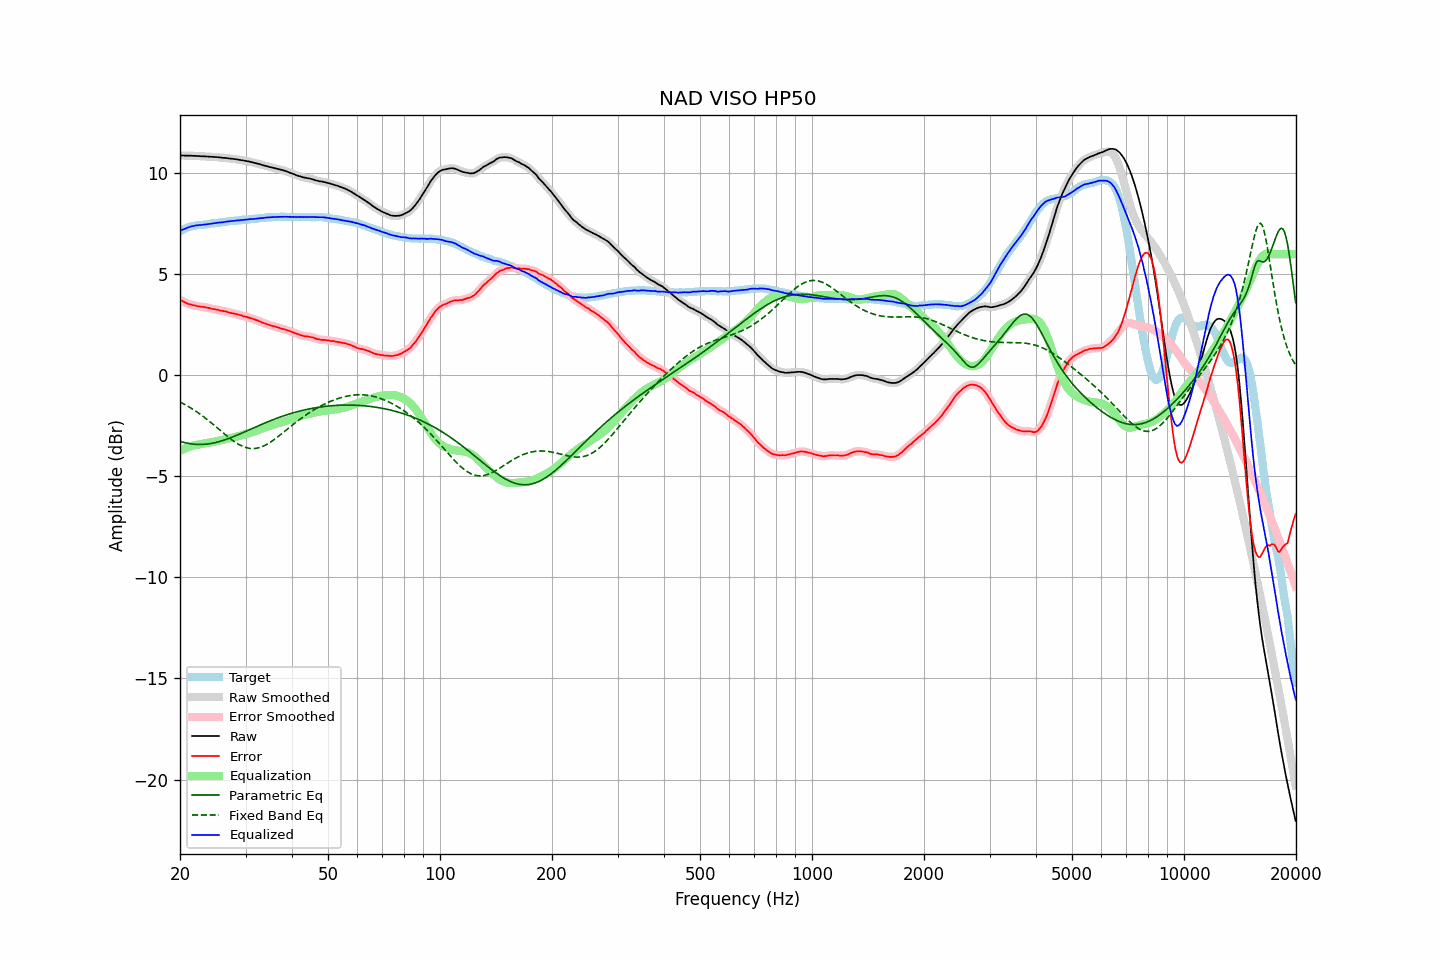 NAD VISO HP50
Amplitude (dBr)
10
5
0
−5
−10
−15
−20
Target
Raw Smoothed
Error Smoothed
Raw
Error
Equalization
Parametric Eq
Fixed Band Eq
Equalized
20 50 100 200 500 1000 2000 5000 10000 20000
Frequency (Hz)